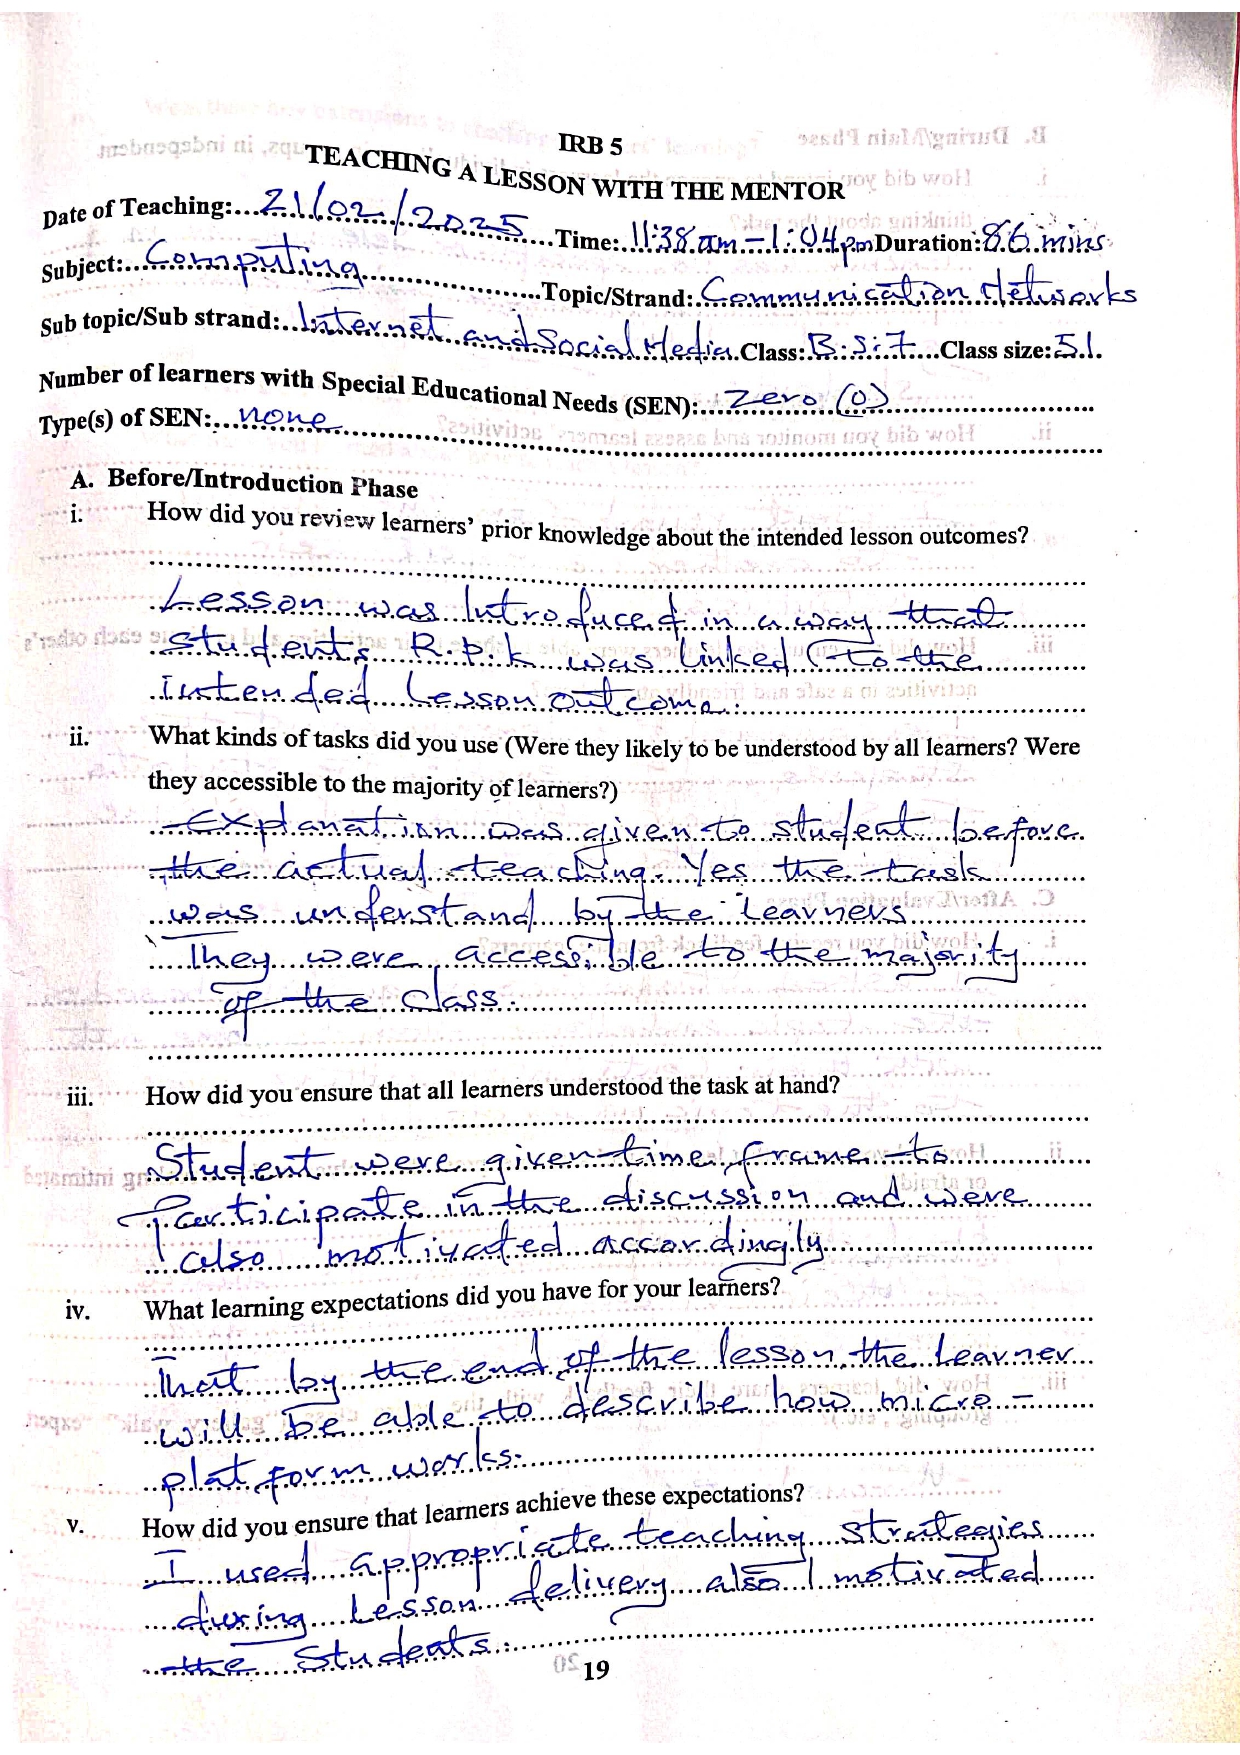 IRB 5
TEACHING A LESSON WITH THE MENTOR
Date of Teaching:...21/02/2025...Time:..11:38am-1:04pm Duration:86 mins
Subject:...Computing...Topic/Strand:..Communication Networks
Sub topic/Sub strand:..Internet and Social Media.Class:B.S.7...Class size:51.
Number of learners with Special Educational Needs (SEN):....Zero (0)....
Type(s) of SEN:...none....
A. Before/Introduction Phase
i. How did you review learners' prior knowledge about the intended lesson outcomes?
Lesson was Introduced in a way that
students R.P.K was linked to the
Intended Lesson outcome.
ii. What kinds of tasks did you use (Were they likely to be understood by all learners? Were
they accessible to the majority of learners?)
Explanation was given to student before
the actual teaching. Yes the task
was understand by the Learners
They were accessible to the majority
of the class.
iii. How did you ensure that all learners understood the task at hand?
Student were given time frame to
Participate in the discussion and were
also motivated accordingly
iv. What learning expectations did you have for your learners?
That by the end of the lesson the Learner
will be able to describe how micro-
platform works.
v. How did you ensure that learners achieve these expectations?
I used appropriate teaching strategies
during Lesson delivery also I motivated
the Students.
19